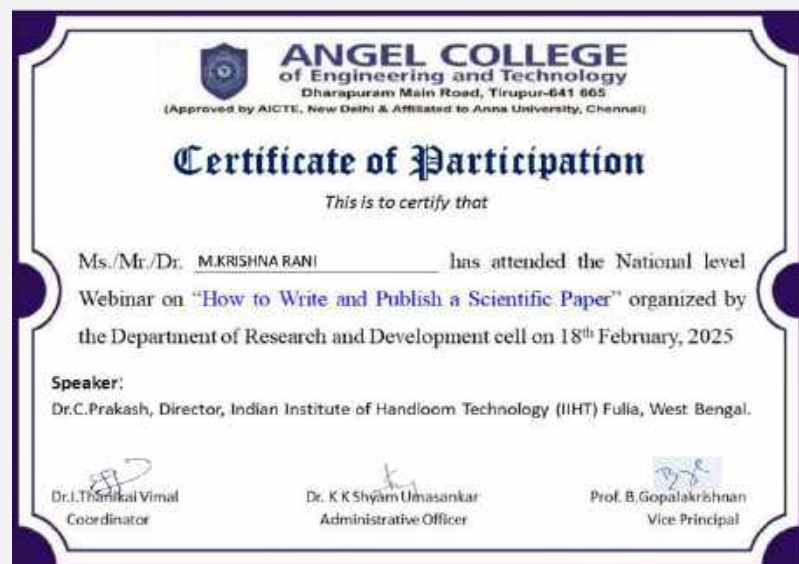 ANGEL COLLEGE
of Engineering and Technology
Dharapuram Main Road, Tirupur-641 665
(Approved by AICTE, New Delhi & Affiliated to Anna University, Chennai)
Certificate of Participation
This is to certify that
Ms./Mr./Dr. M.KRISHNA RANI has attended the National level
Webinar on “How to Write and Publish a Scientific Paper” organized by
the Department of Research and Development cell on 18th February, 2025
Speaker:
Dr.C.Prakash, Director, Indian Institute of Handloom Technology (IIHT) Fulia, West Bengal.
Dr.I.Thanikai Vimal Dr. K K Shyam Umasankar Prof. B.Gopalakrishnan
Coordinator Administrative Officer Vice Principal